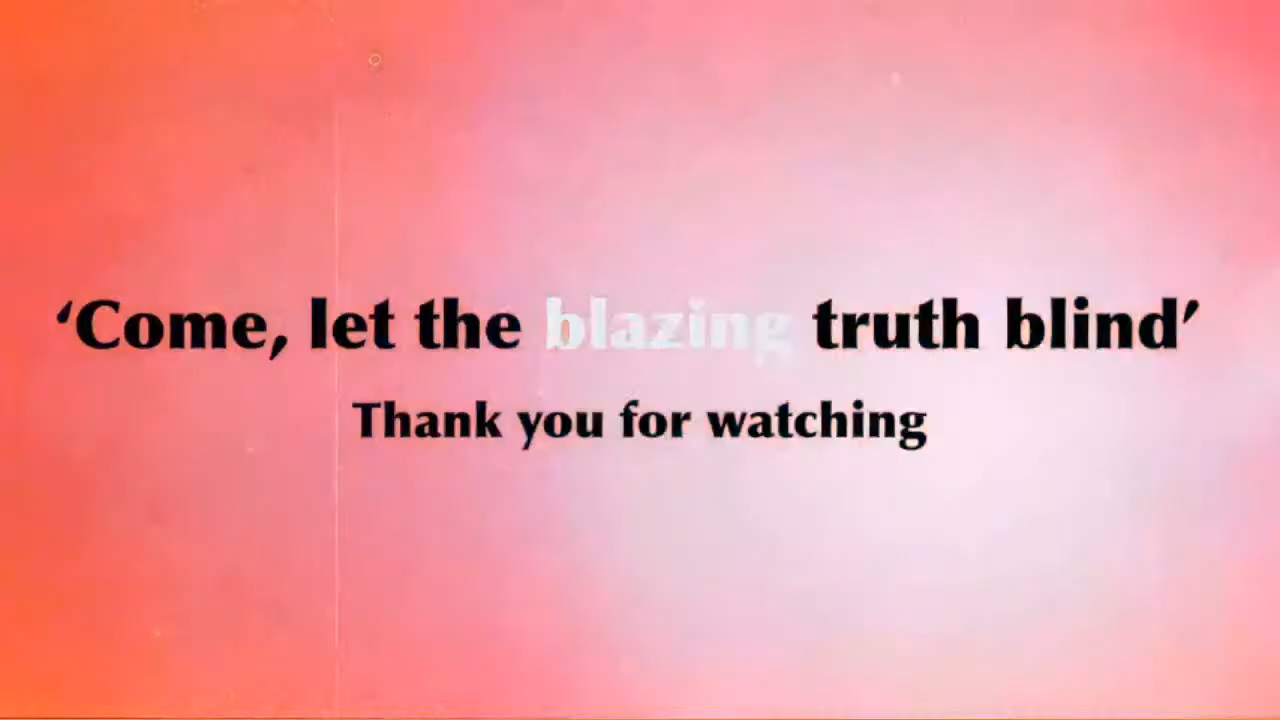 ‘Come, let the blazing truth blind’
Thank you for watching